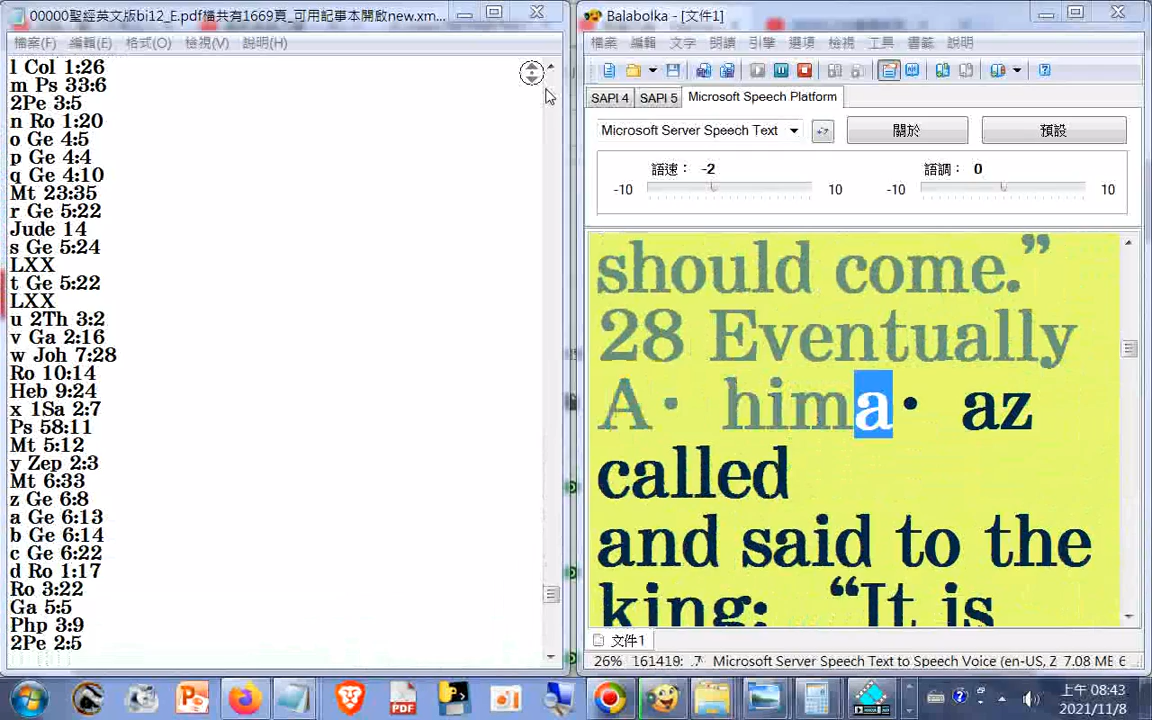 00000聖經英文版bi12_E.pdf檔共有1669頁_可用記事本開啟new.xm...
檔案(F) 編輯(E) 格式(O) 檢視(V) 說明(H)
l Col 1:26
m Ps 33:6
2Pe 3:5
n Ro 1:20
o Ge 4:5
p Ge 4:4
q Ge 4:10
Mt 23:35
r Ge 5:22
Jude 14
s Ge 5:24
LXX
t Ge 5:22
LXX
u 2Th 3:2
v Ga 2:16
w Joh 7:28
Ro 10:14
Heb 9:24
x 1Sa 2:7
Ps 58:11
Mt 5:12
y Zep 2:3
Mt 6:33
z Ge 6:8
a Ge 6:13
b Ge 6:14
c Ge 6:22
d Ro 1:17
Ro 3:22
Ga 5:5
Php 3:9
2Pe 2:5
Balabolka - [文件1]
檔案 編輯 文字 朗讀 引擎 選項 檢視 工具 書籤 說明
SAPI 4 SAPI 5 Microsoft Speech Platform
Microsoft Server Speech Text 關於 預設
語速： -2 語調： 0
-10 10 -10 10
should come.”
28 Eventually
A· hima· az
called
and said to the
king: “It is
文件1
26% 161419: .7 Microsoft Server Speech Text to Speech Voice (en-US, Z 7.08 MB 6
PDF
上午 08:43
2021/11/8